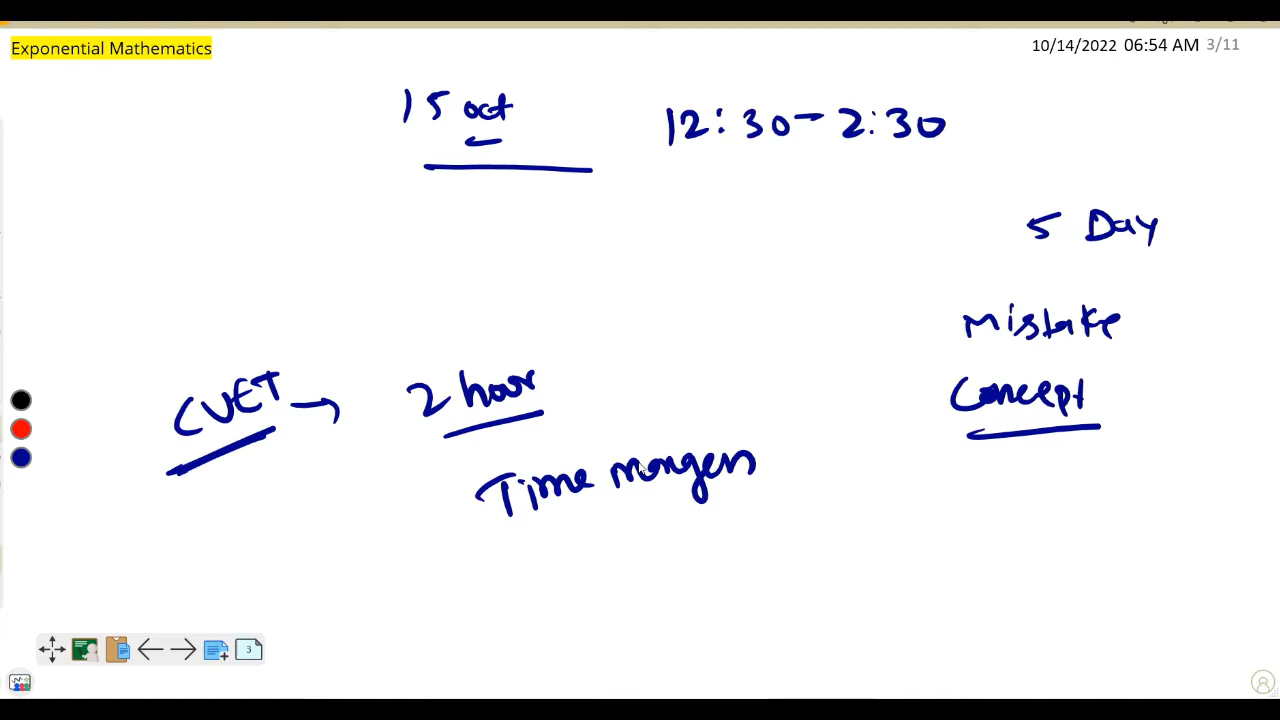 Exponential Mathematics
10/14/2022 06:54 AM 3/11
15 oct 12:30-2:30
5 Day
Mistake
CUET → 2 hour
Concept
Time mangen
3